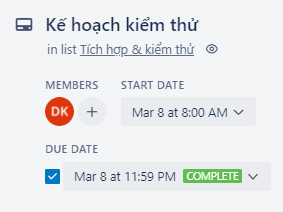 Kế hoạch kiểm thử
in list Tích hợp & kiểm thử
MEMBERS
START DATE
DK
Mar 8 at 8:00 AM
DUE DATE
Mar 8 at 11:59 PM COMPLETE